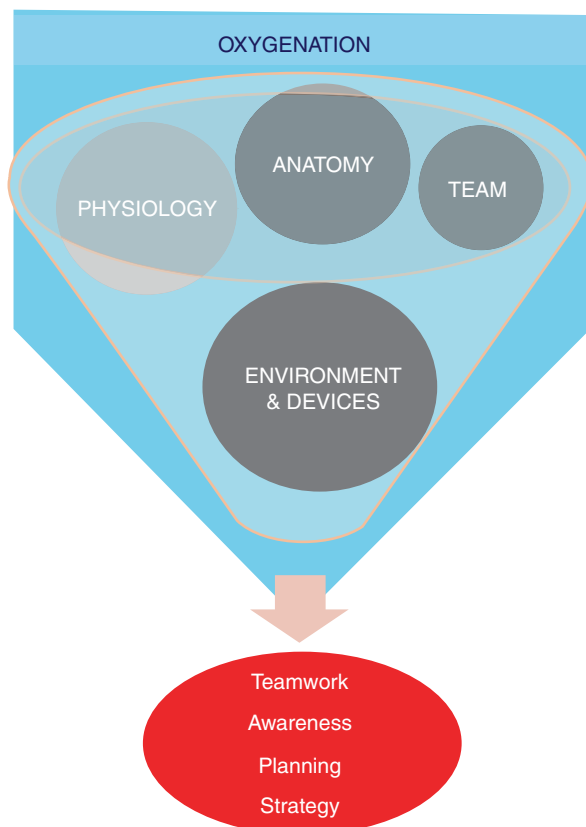 OXYGENATION
ANATOMY
TEAM
PHYSIOLOGY
ENVIRONMENT
& DEVICES
Teamwork
Awareness
Planning
Strategy